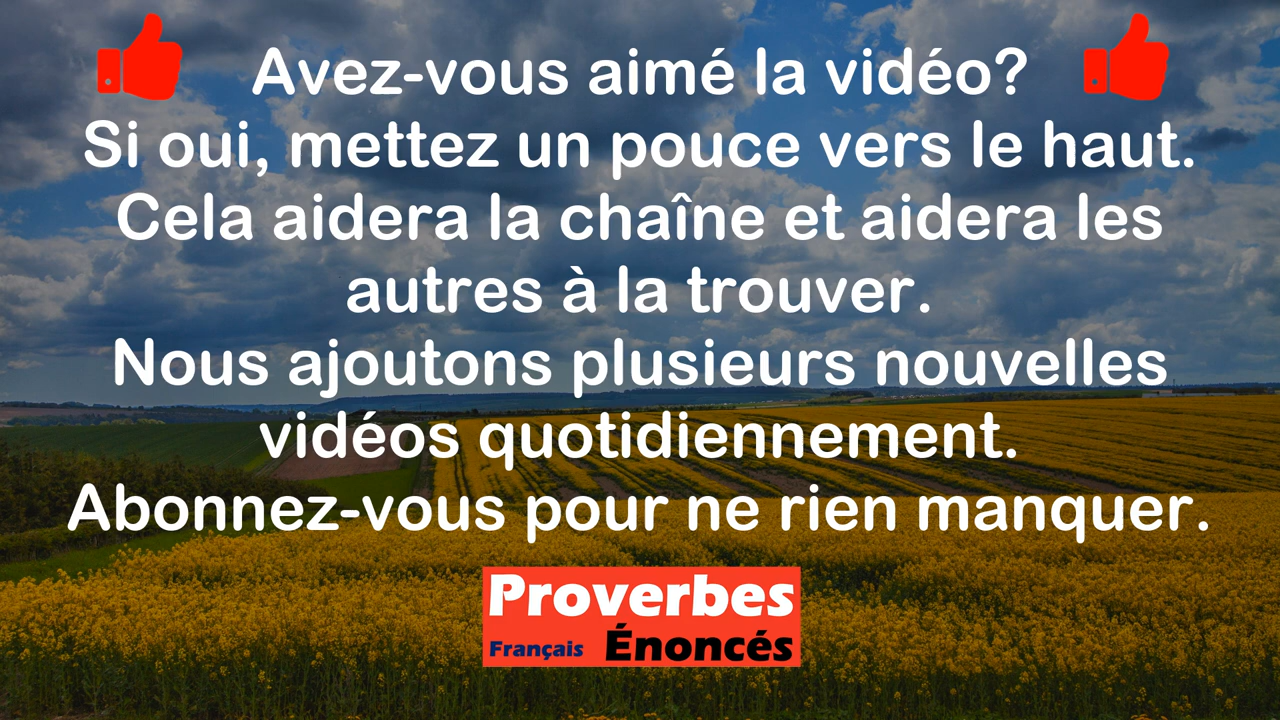 Avez-vous aimé la vidéo?
Si oui, mettez un pouce vers le haut.
Cela aidera la chaîne et aidera les
autres à la trouver.
Nous ajoutons plusieurs nouvelles
vidéos quotidiennement.
Abonnez-vous pour ne rien manquer.
Proverbes
Français Énoncés